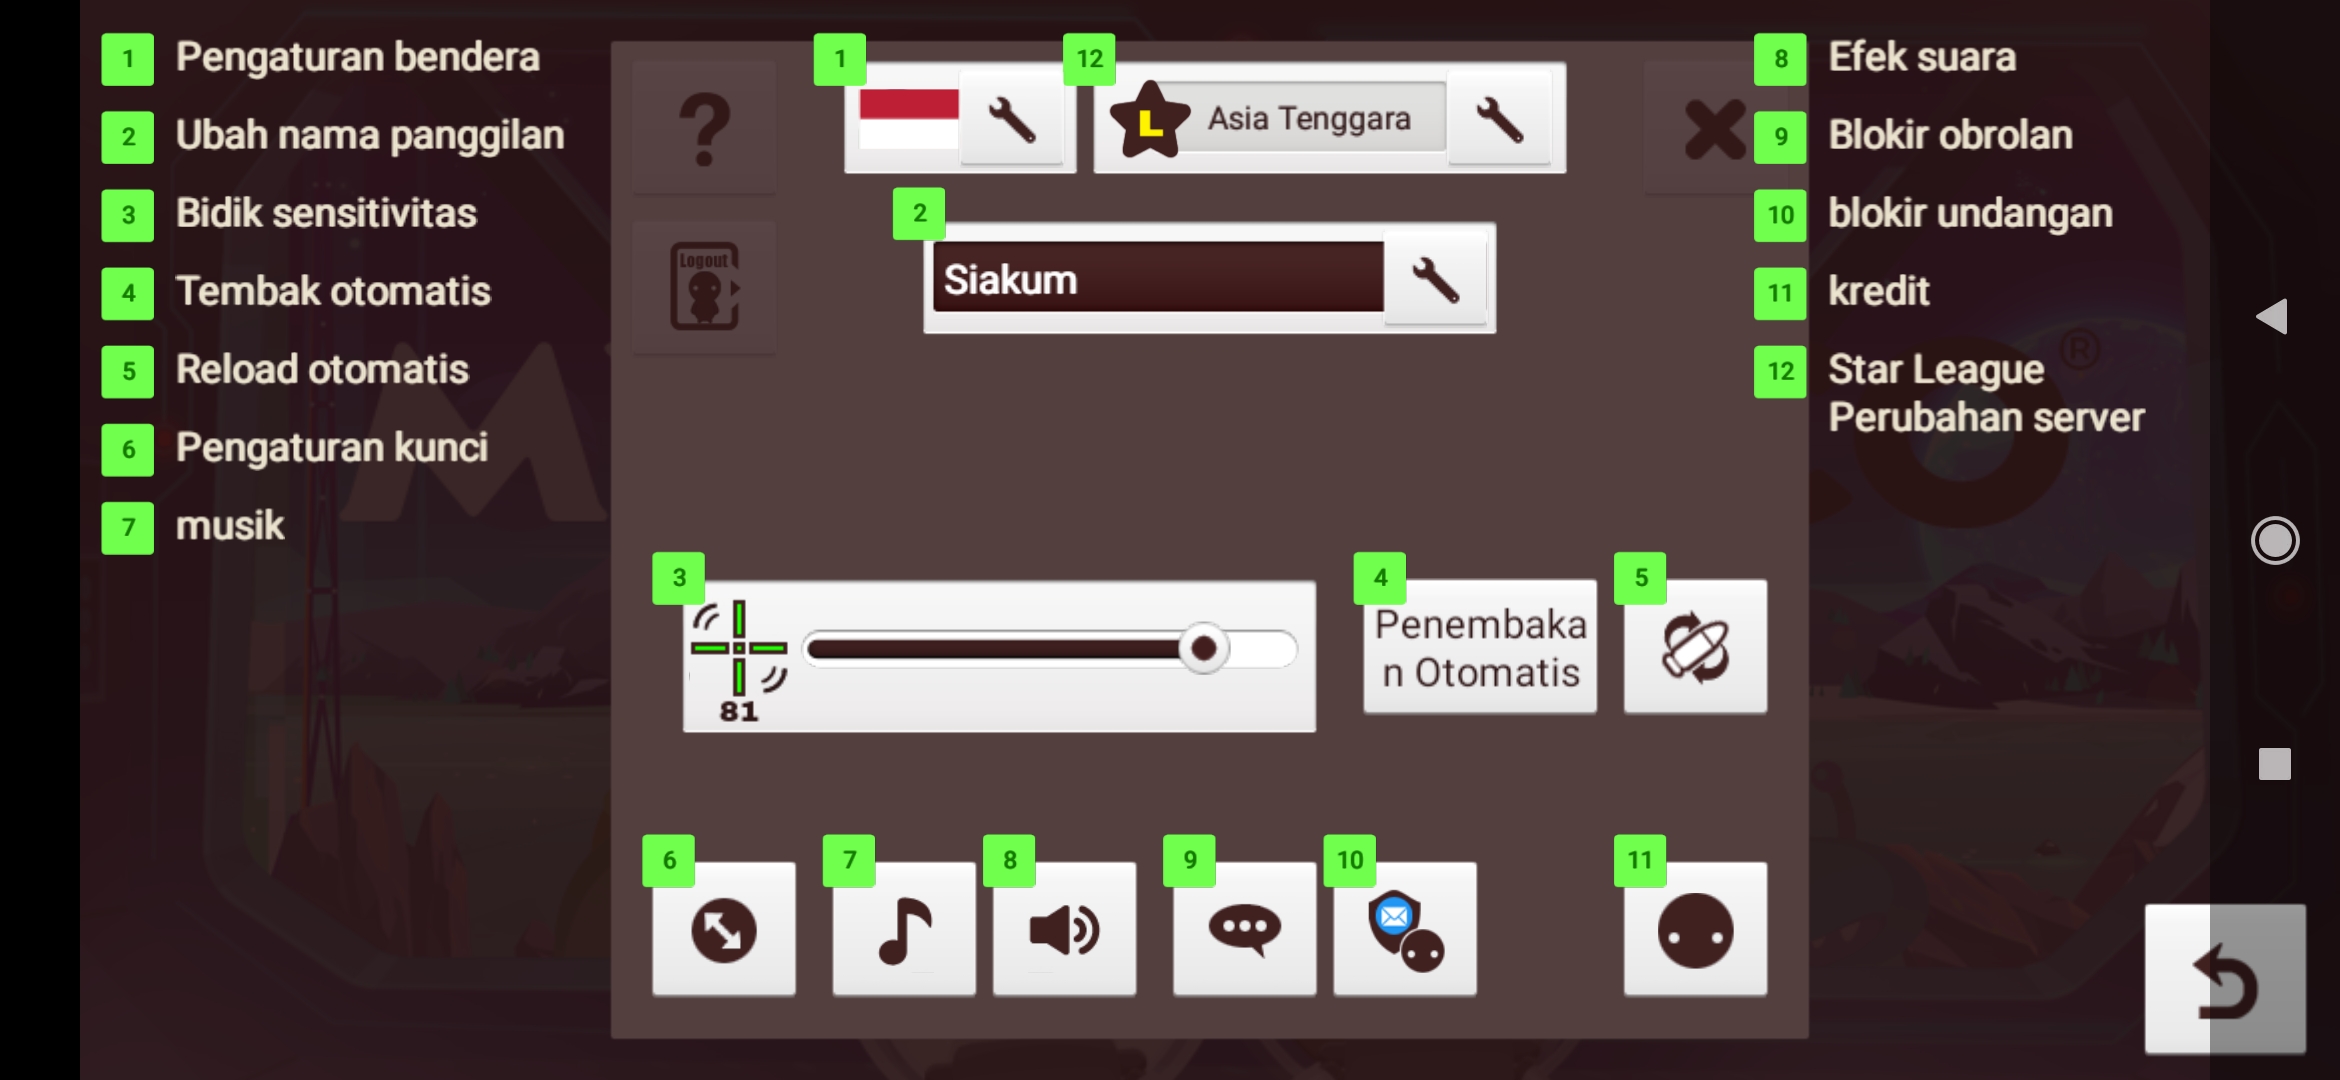 1 Pengaturan bendera
2 Ubah nama panggilan
3 Bidik sensitivitas
4 Tembak otomatis
5 Reload otomatis
6 Pengaturan kunci
7 musik
1
12
L Asia Tenggara
Logout
2
Siakum
3
81
4
Penembaka
n Otomatis
5
6
7
8
9
10
11
8 Efek suara
9 Blokir obrolan
10 blokir undangan
11 kredit
12 Star League
Perubahan server
M
®